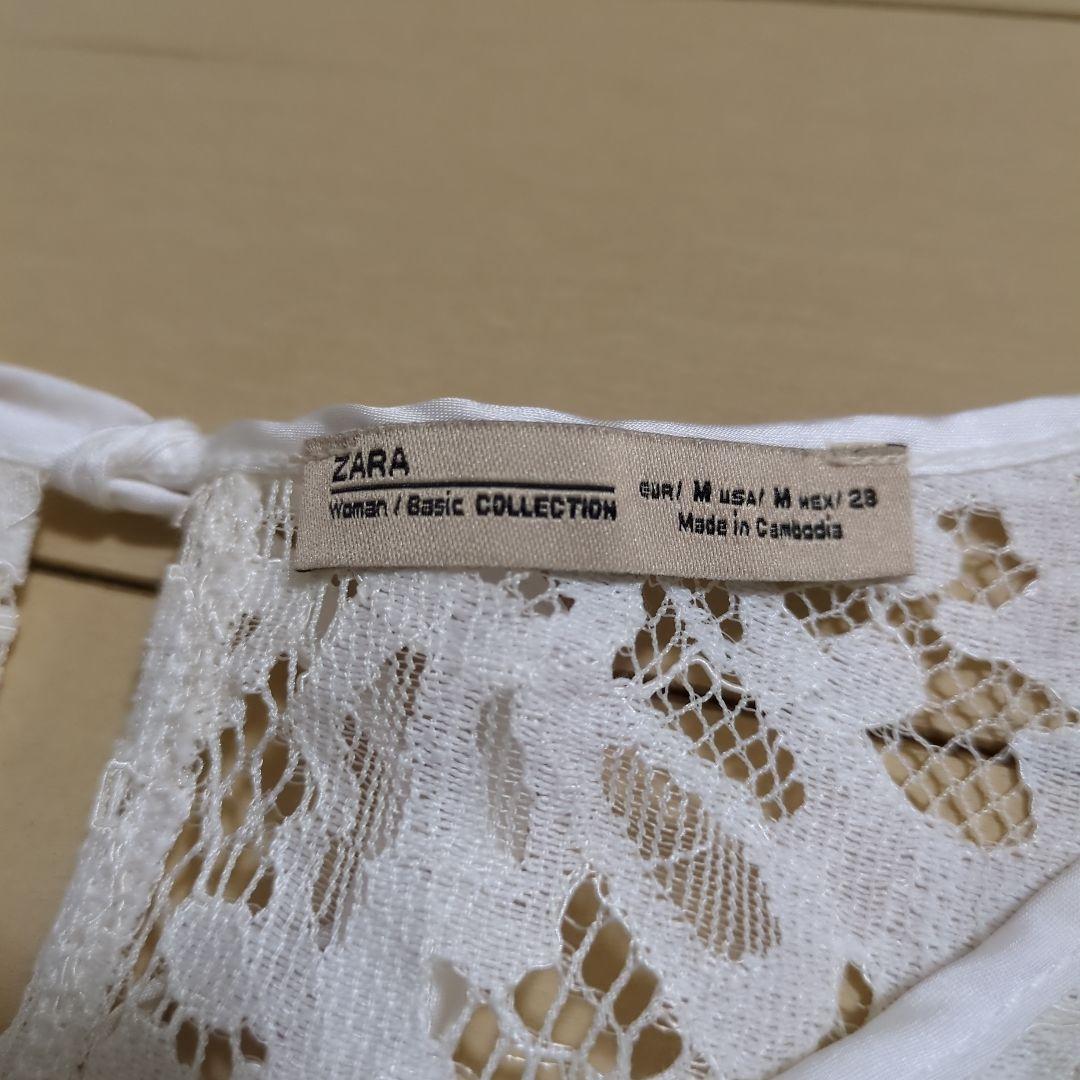 ZARA
Woman / Basic COLLECTION
EUR/ M USA/ M MEX/ 28
Made in Cambodia